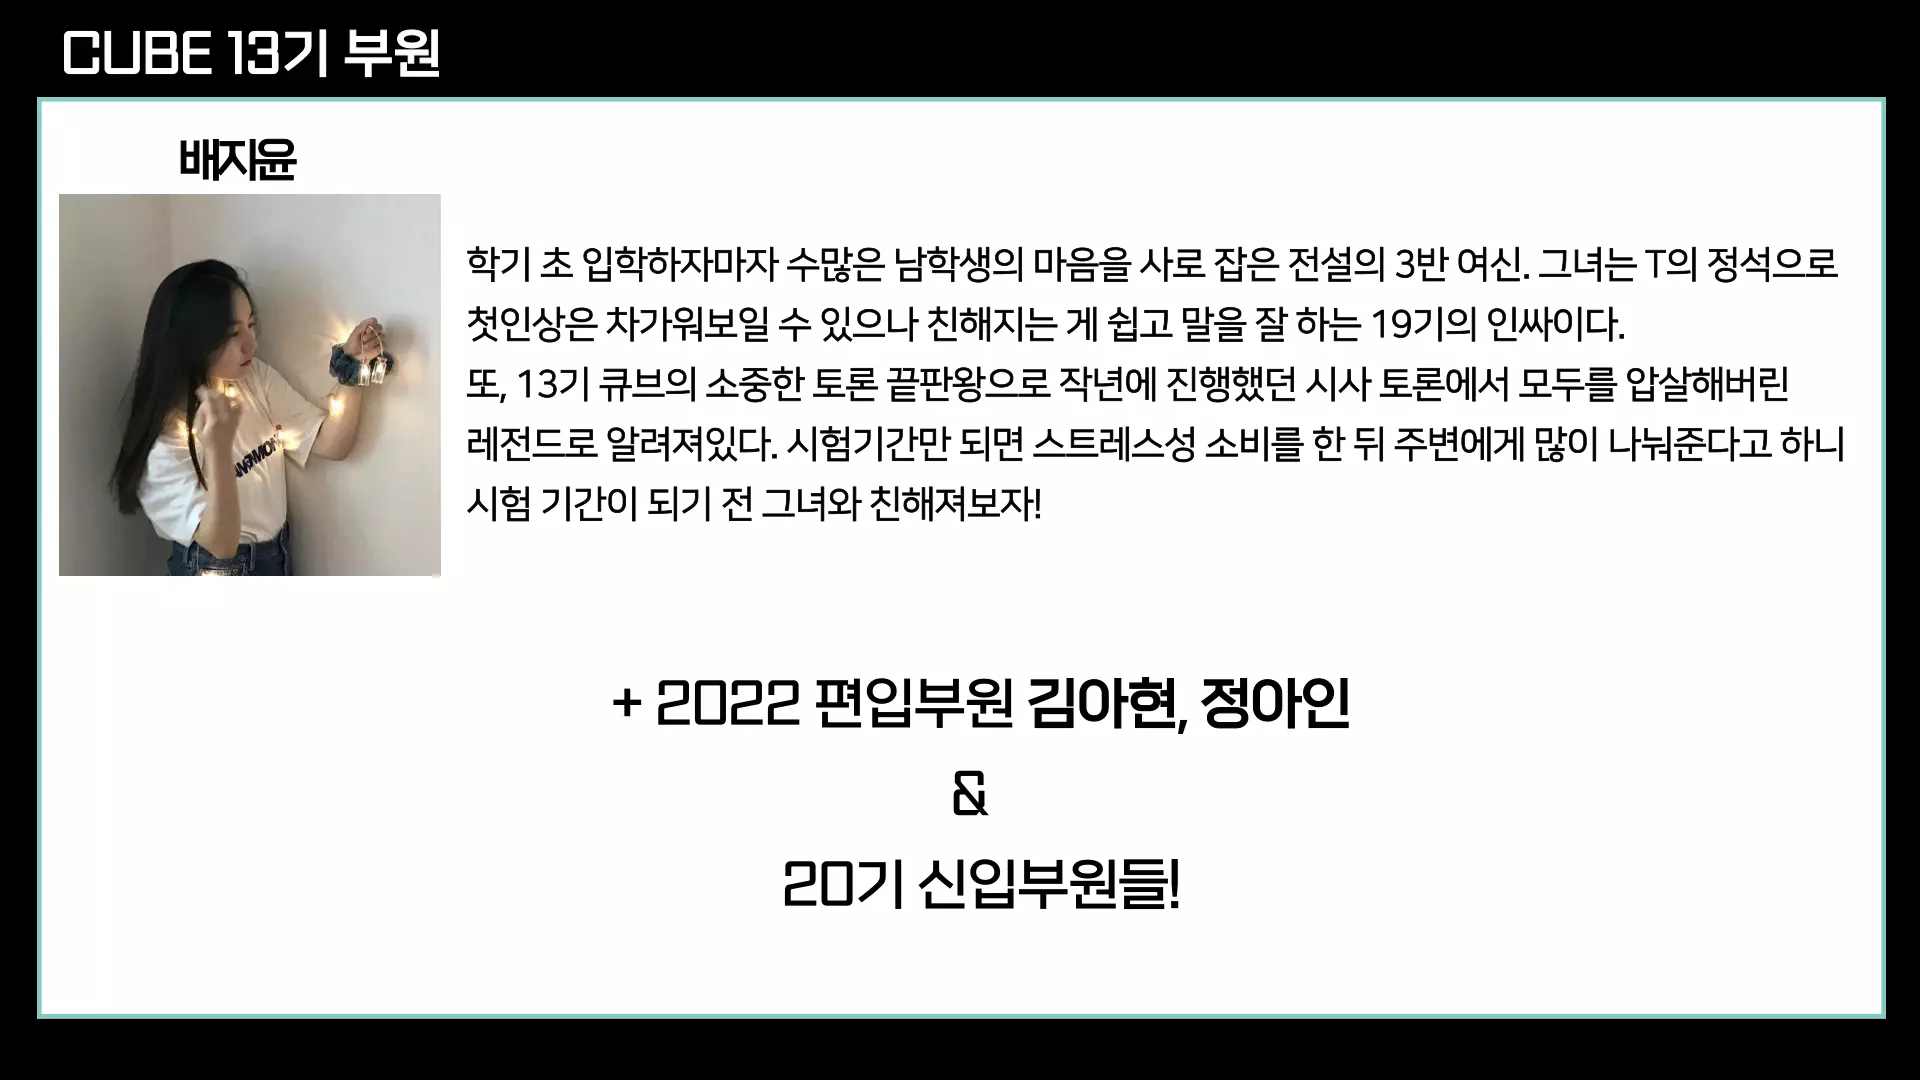 CUBE 13기 부원
배지윤
학기 초 입학하자마자 수많은 남학생의 마음을 사로 잡은 전설의 3반 여신. 그녀는 T의 정석으로
첫인상은 차가워보일 수 있으나 친해지는 게 쉽고 말을 잘 하는 19기의 인싸이다.
또, 13기 큐브의 소중한 토론 끝판왕으로 작년에 진행했던 시사 토론에서 모두를 압살해버린
레전드로 알려져있다. 시험기간만 되면 스트레스성 소비를 한 뒤 주변에게 많이 나눠준다고 하니
시험 기간이 되기 전 그녀와 친해져보자!
+ 2022 편입부원 김아현, 정아인
&
20기 신입부원들!